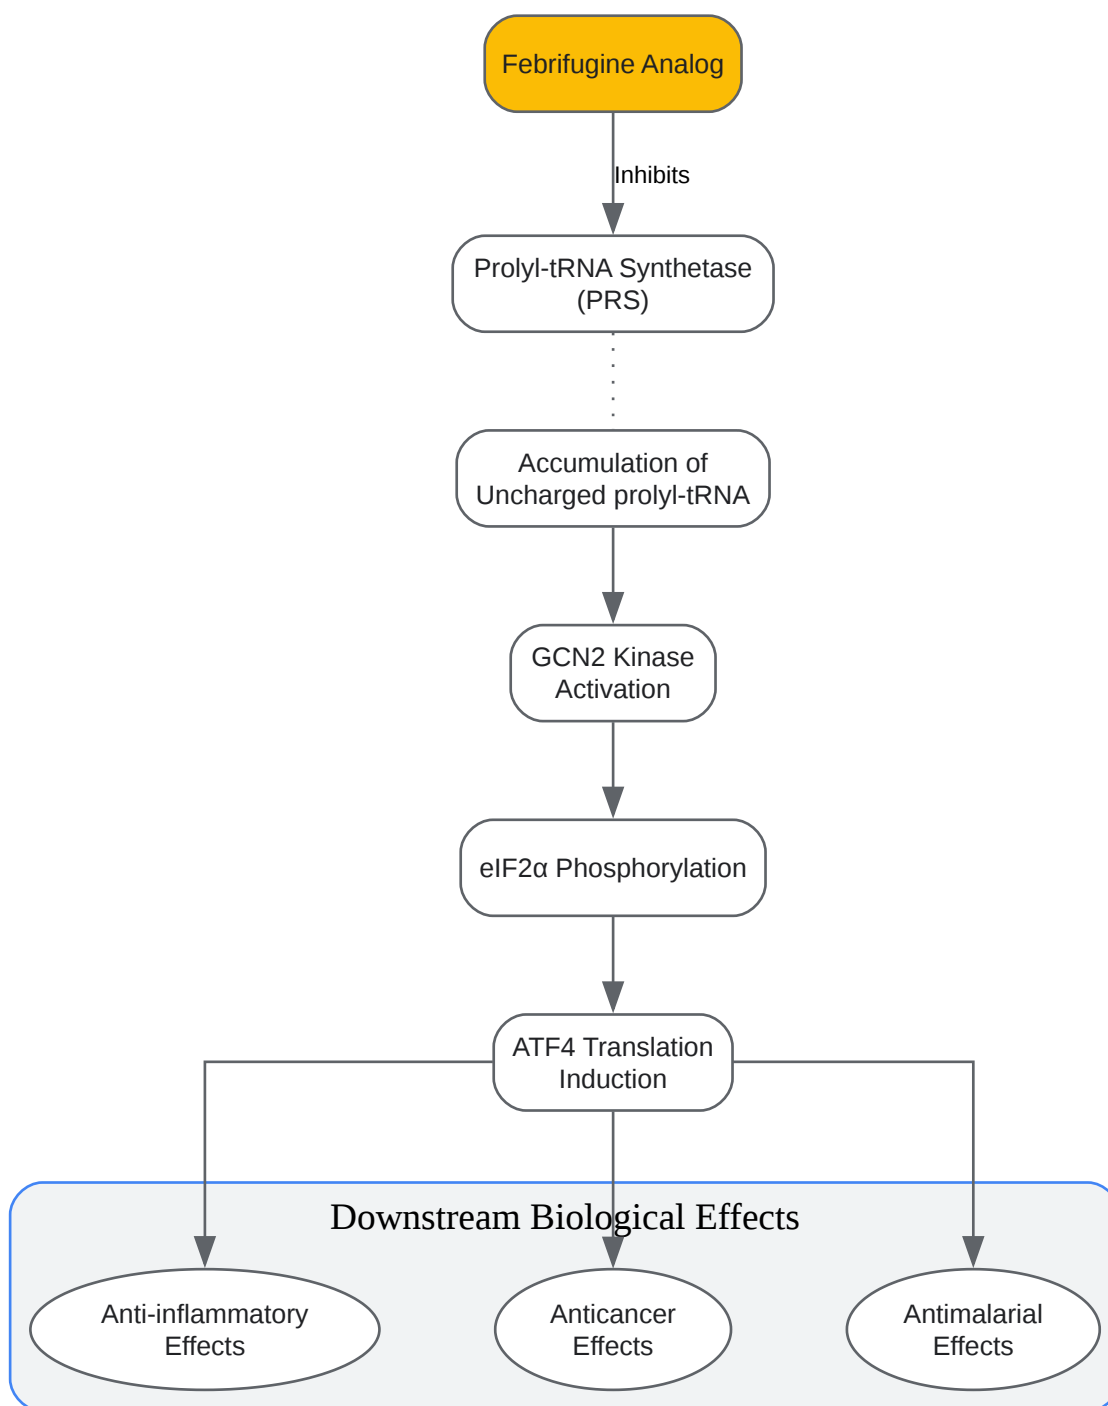 Febrifugine Analog
Inhibits
Prolyl-tRNA Synthetase
(PRS)
Accumulation of
Uncharged prolyl-tRNA
GCN2 Kinase
Activation
eIF2α Phosphorylation
ATF4 Translation
Induction
Downstream Biological Effects
Anti-inflammatory
Effects
Anticancer
Effects
Antimalarial
Effects